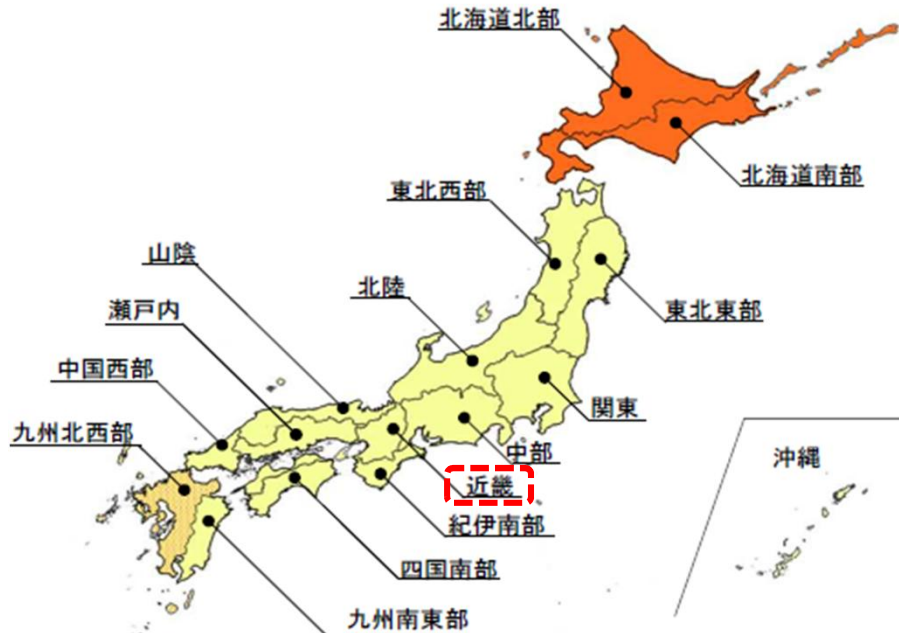 北海道北部
北海道南部
東北西部
山陰
北陸
東北東部
瀬戸内
中国西部
関東
九州北西部
中部
沖縄
近畿
紀伊南部
四国南部
九州南東部